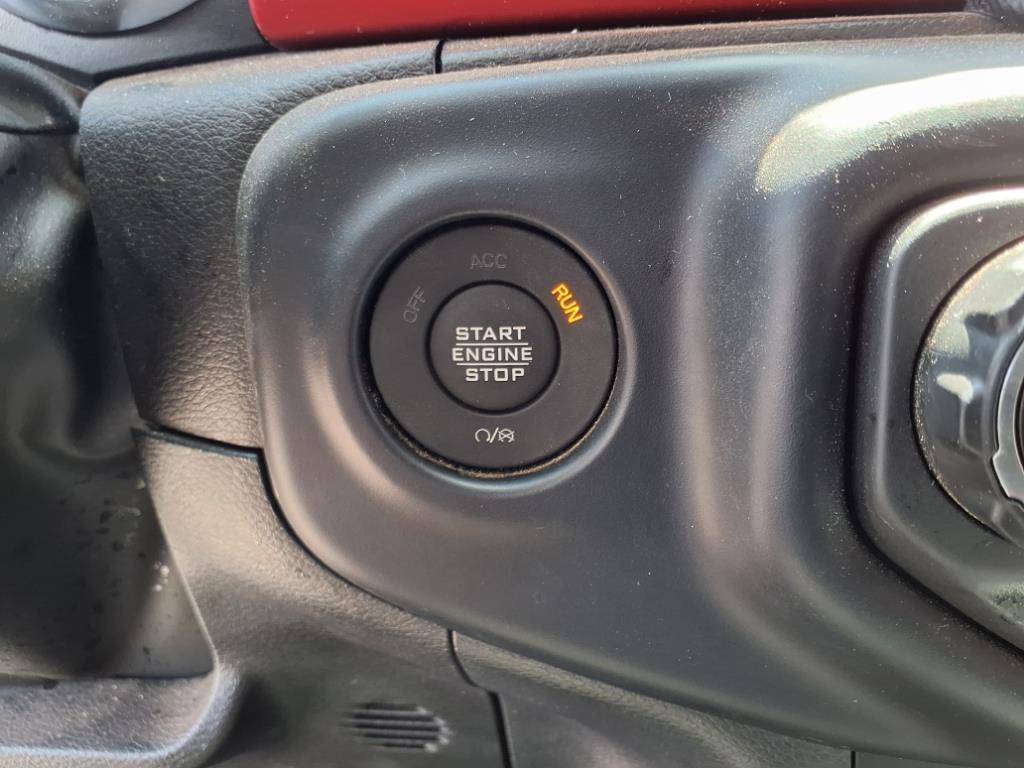 ACC
OFF
RUN
START
ENGINE
STOP